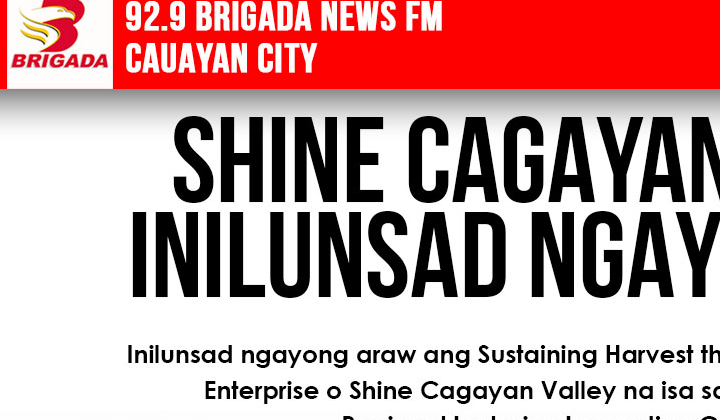 BRIGADA
92.9 BRIGADA NEWS FM
CAUAYAN CITY
SHINE CAGAYAN
INILUNSAD NGAY
Inilunsad ngayong araw ang Sustaining Harvest th
Enterprise o Shine Cagayan Valley na isa sa